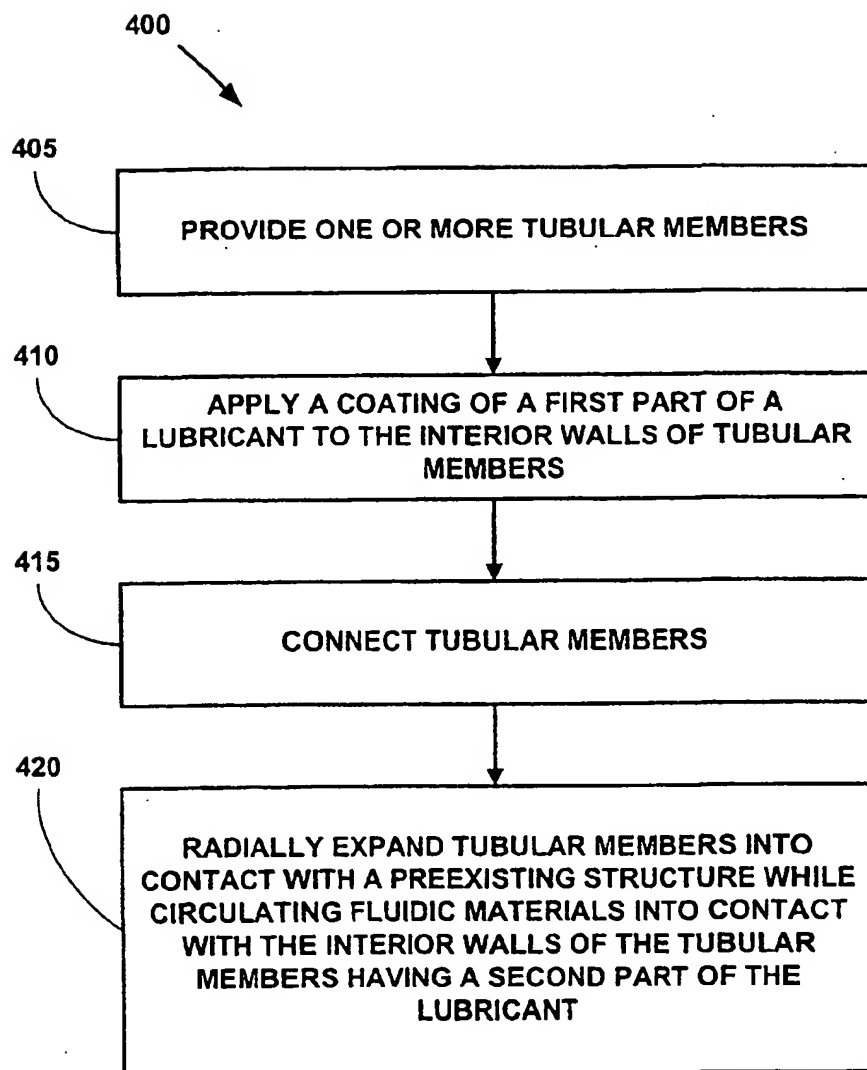 400
405
PROVIDE ONE OR MORE TUBULAR MEMBERS
410
APPLY A COATING OF A FIRST PART OF A
LUBRICANT TO THE INTERIOR WALLS OF TUBULAR
MEMBERS
415
CONNECT TUBULAR MEMBERS
420
RADIALLY EXPAND TUBULAR MEMBERS INTO
CONTACT WITH A PREEXISTING STRUCTURE WHILE
CIRCULATING FLUIDIC MATERIALS INTO CONTACT
WITH THE INTERIOR WALLS OF THE TUBULAR
MEMBERS HAVING A SECOND PART OF THE
LUBRICANT